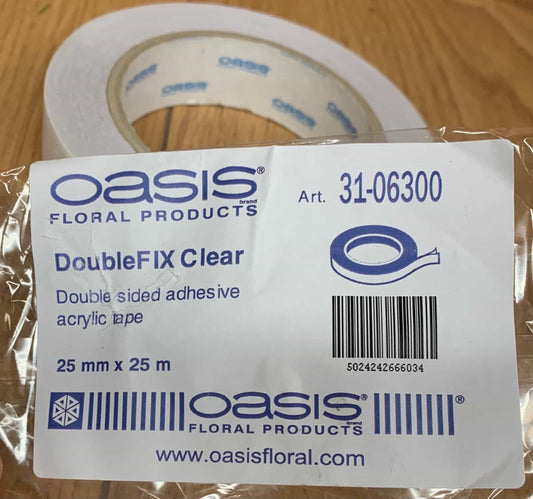 OASIS
OASIS®
brand
FLORAL PRODUCTS
Art. 31-06300
DoubleFIX Clear
Double sided adhesive
acrylic tape
25 mm x 25 m
5024242666034
OASIS®
brand
FLORAL PRODUCTS
®
www.oasisfloral.com